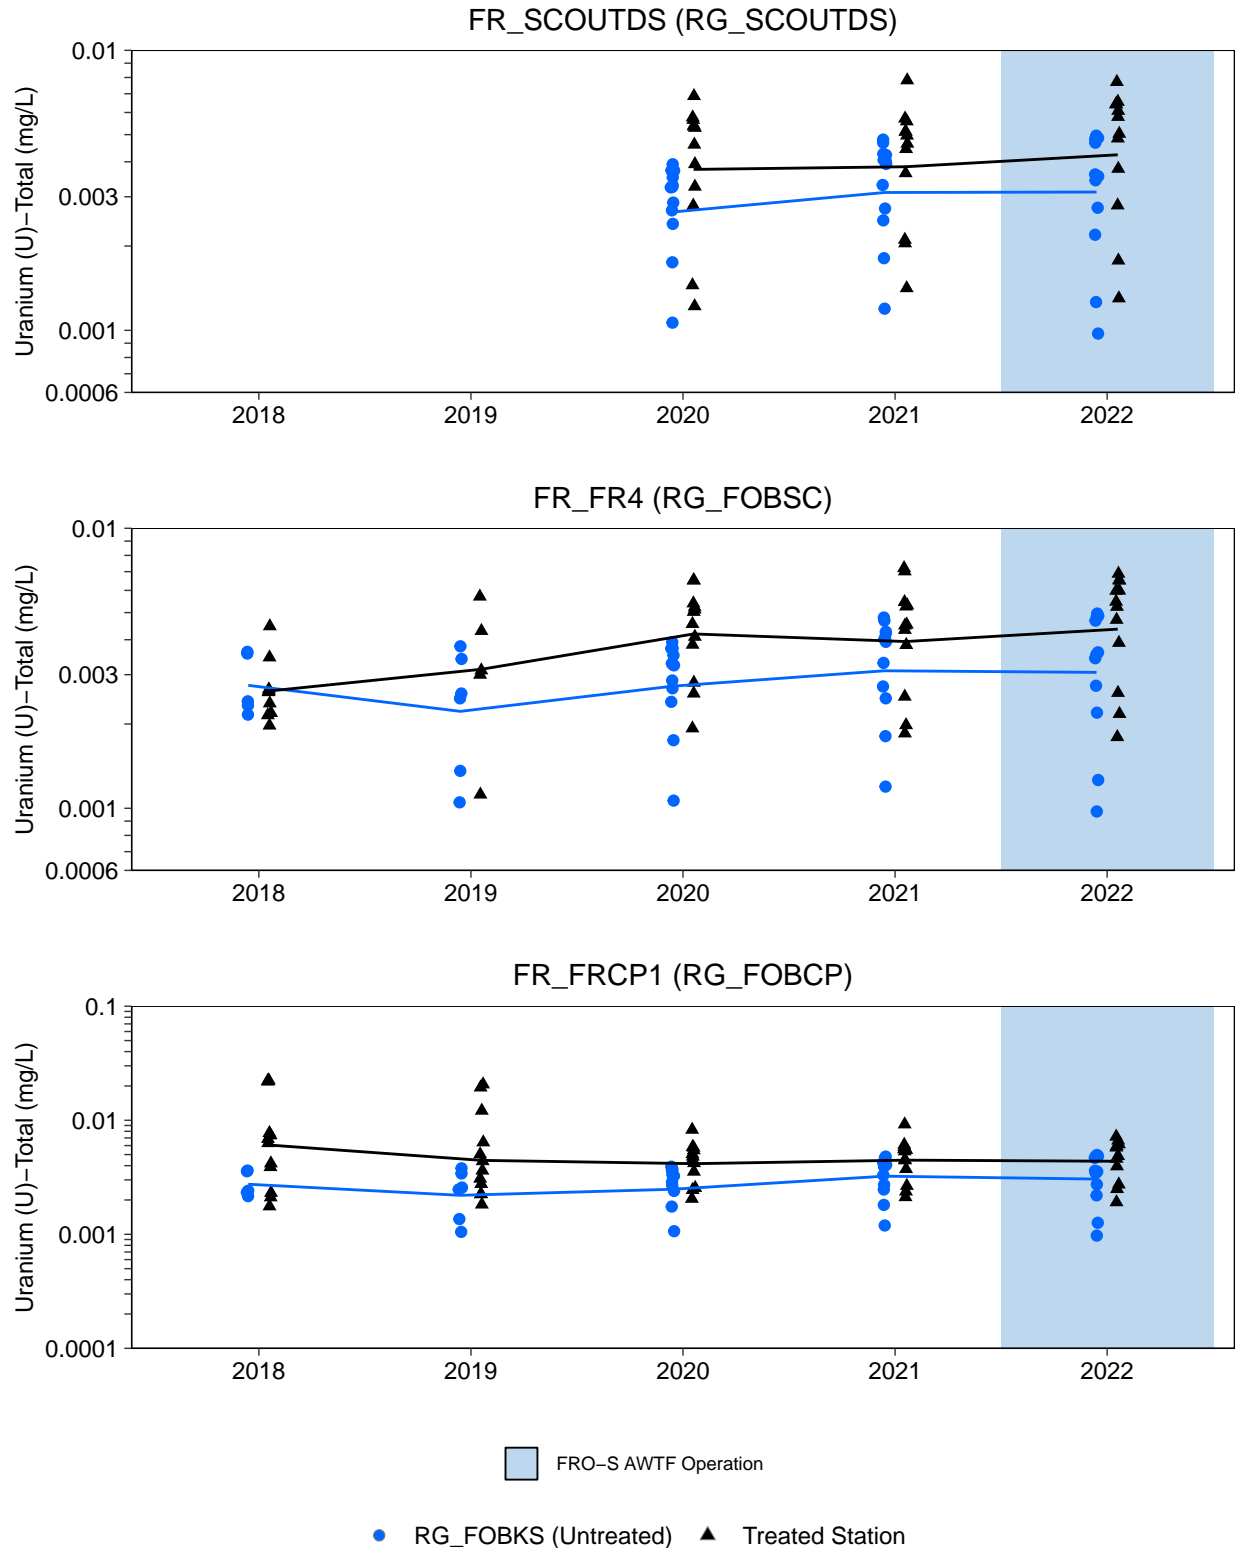 FR_SCOUTDS (RG_SCOUTDS)
Uranium (U)−Total (mg/L)
0.01
0.003
0.001
0.0006
2018 2019 2020 2021 2022
FR_FR4 (RG_FOBSC)
Uranium (U)−Total (mg/L)
0.01
0.003
0.001
0.0006
2018 2019 2020 2021 2022
FR_FRCP1 (RG_FOBCP)
Uranium (U)−Total (mg/L)
0.1
0.01
0.001
0.0001
2018 2019 2020 2021 2022
FRO−S AWTF Operation
RG_FOBKS (Untreated) Treated Station